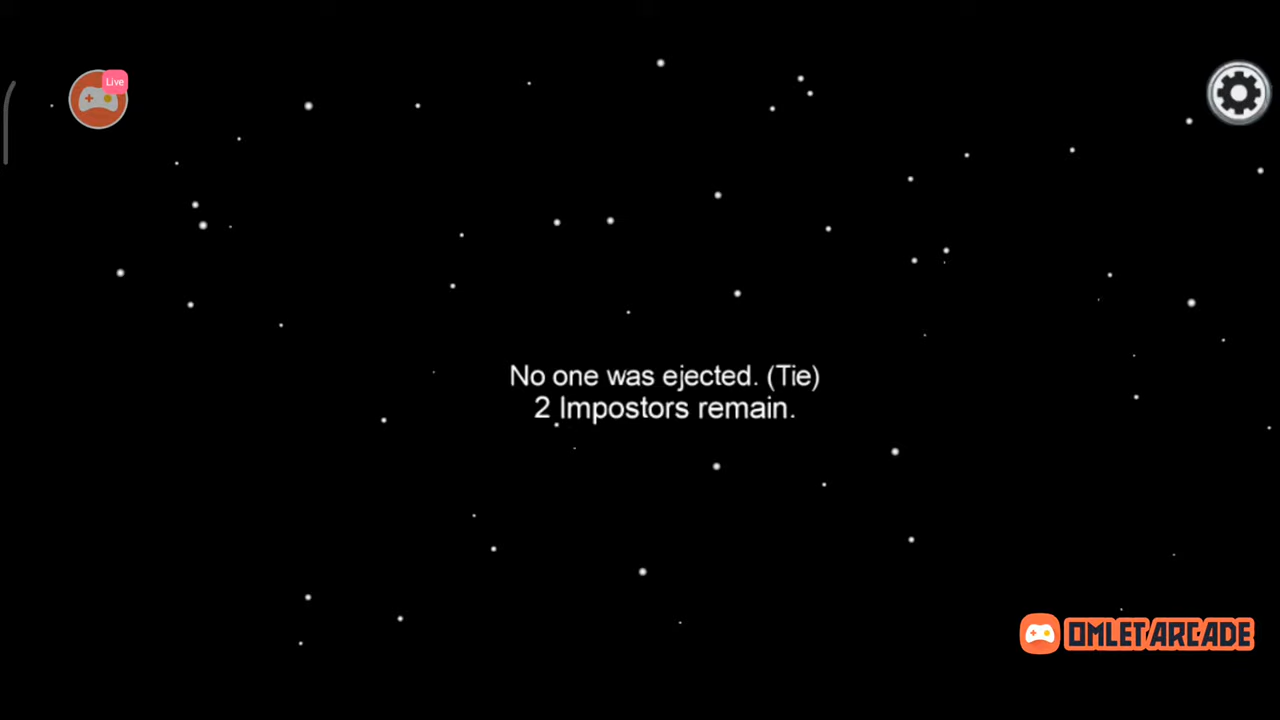 Live
No one was ejected. (Tie)
2 Impostors remain.
OMLET ARCADE